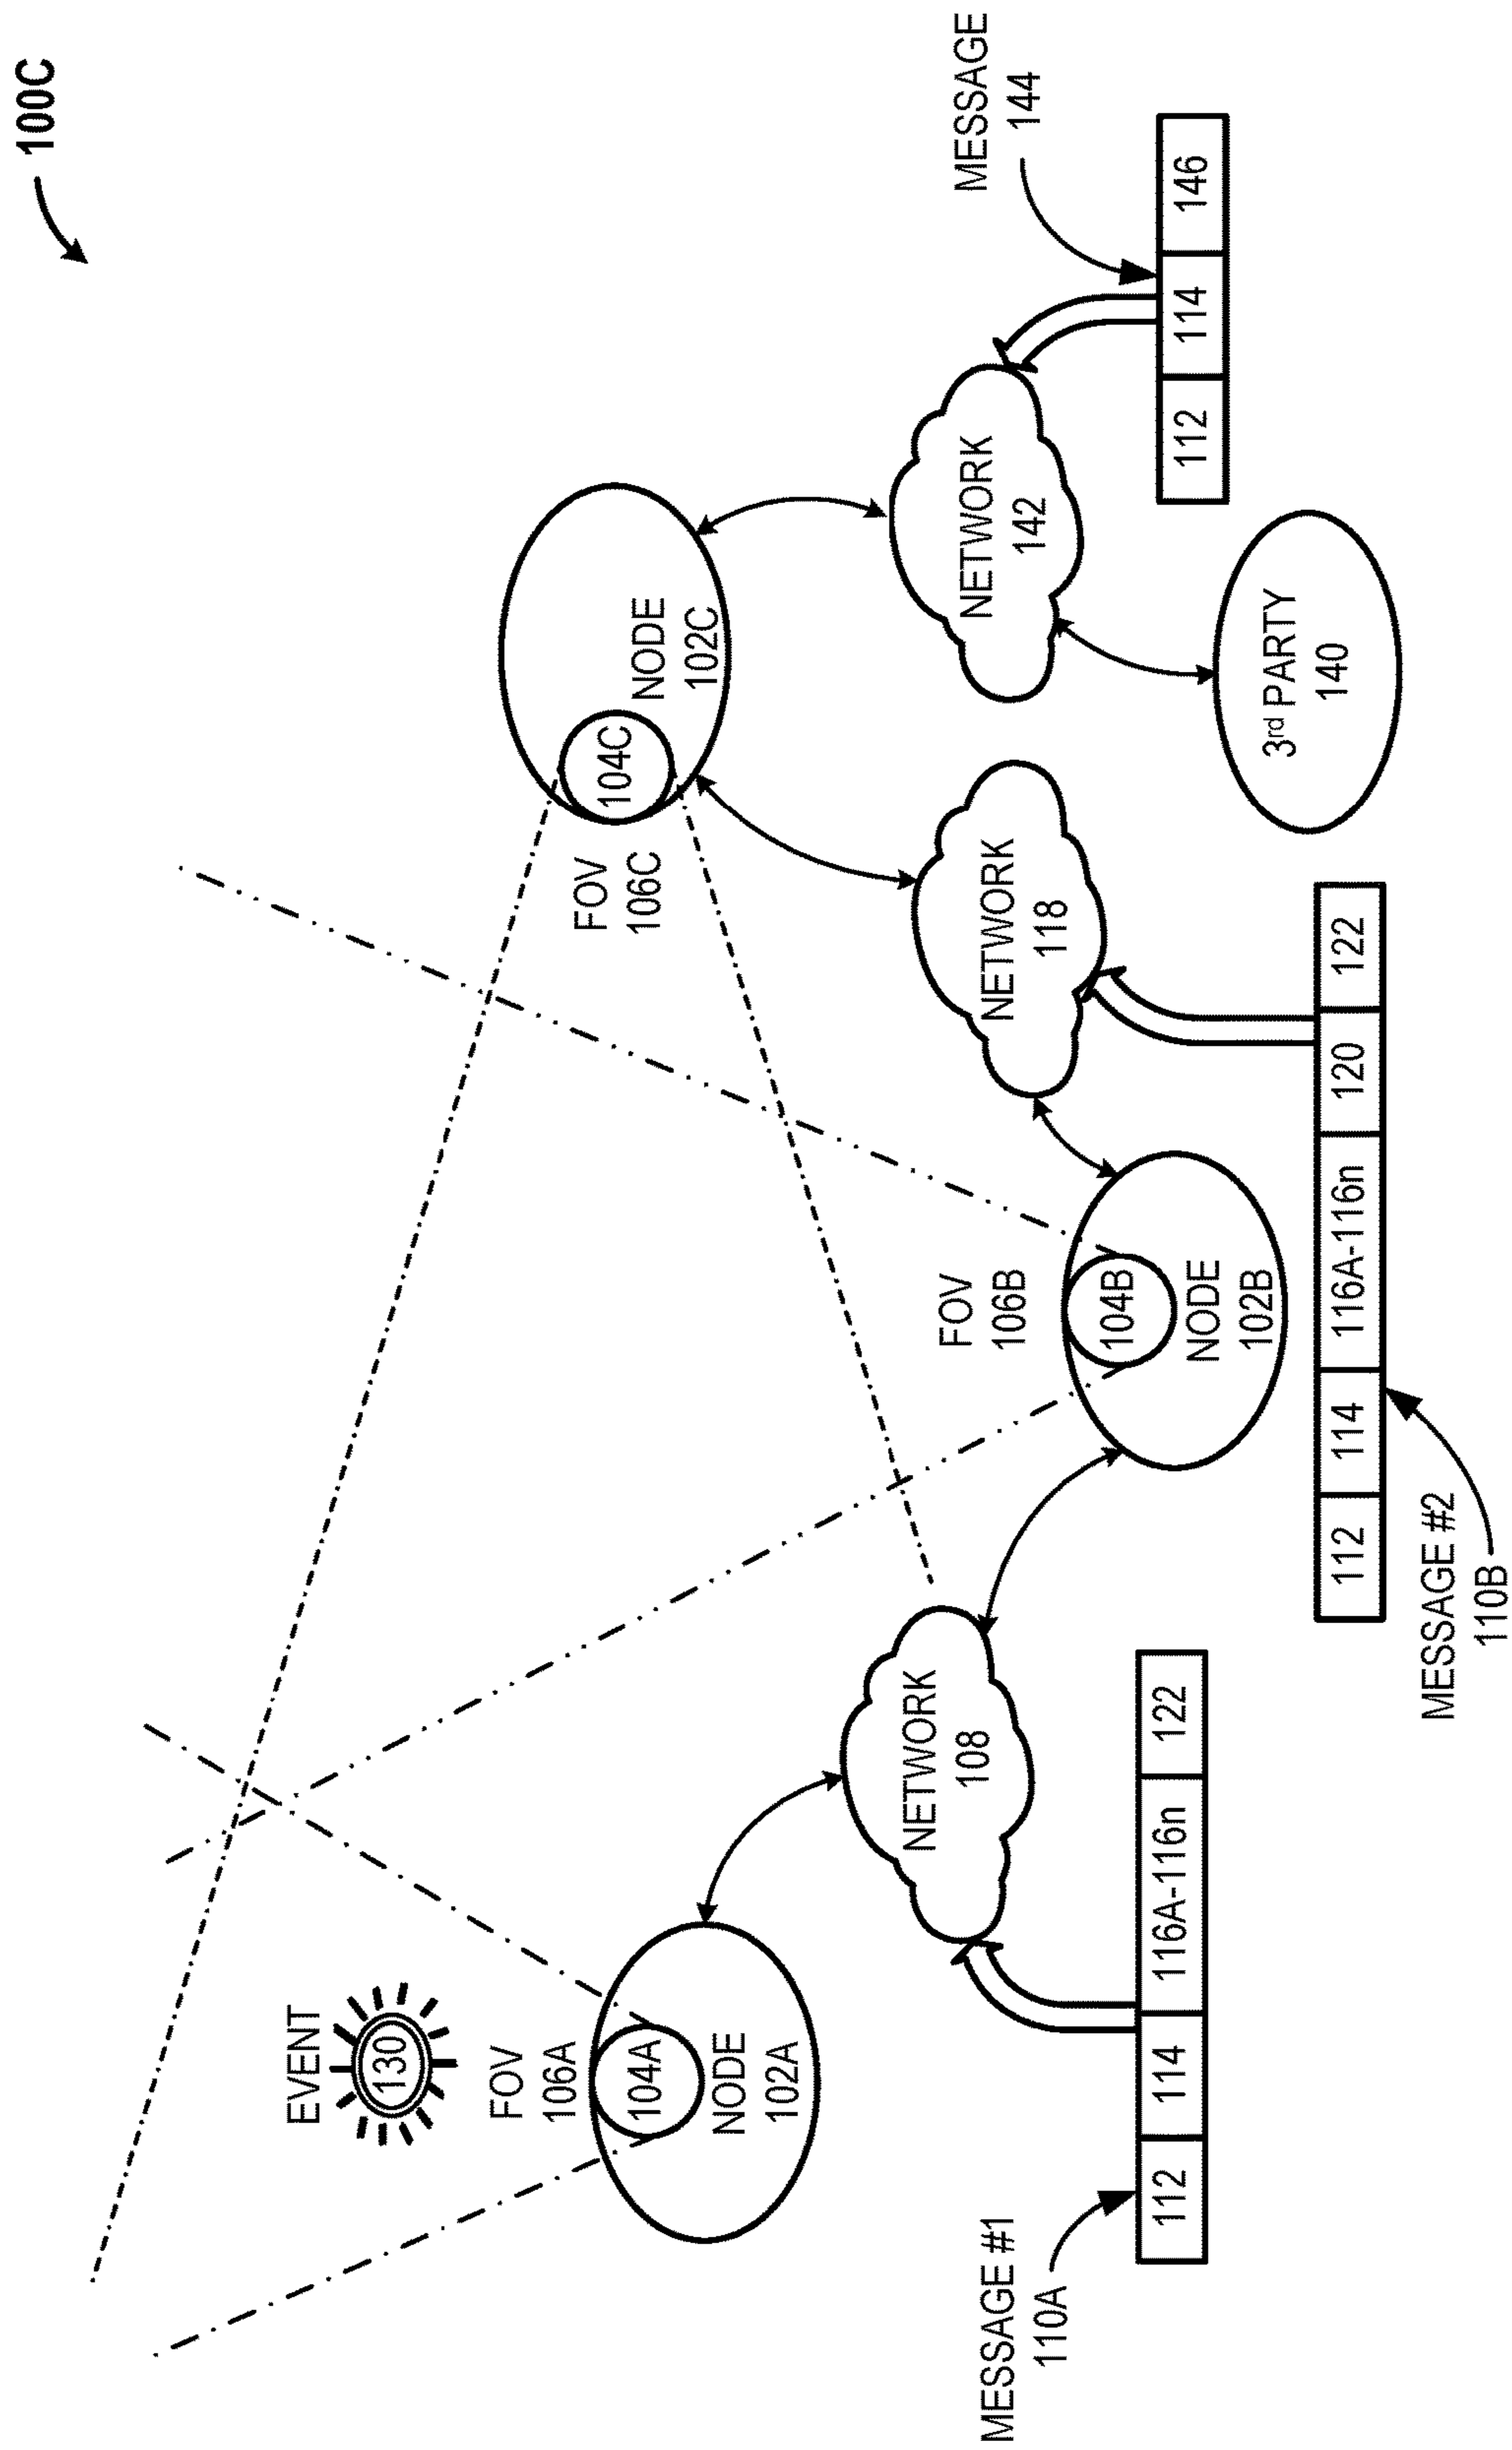 100C
EVENT
130
FOV
106A
104A
NODE
102A
NETWORK
108
MESSAGE #1
110A
112
114
116A-116n
122
FOV
106B
104B
NODE
102B
NETWORK
118
MESSAGE #2
110B
112
114
116A-116n
120
122
FOV
106C
104C
NODE
102C
NETWORK
142
3rd PARTY
140
MESSAGE
144
112
114
146